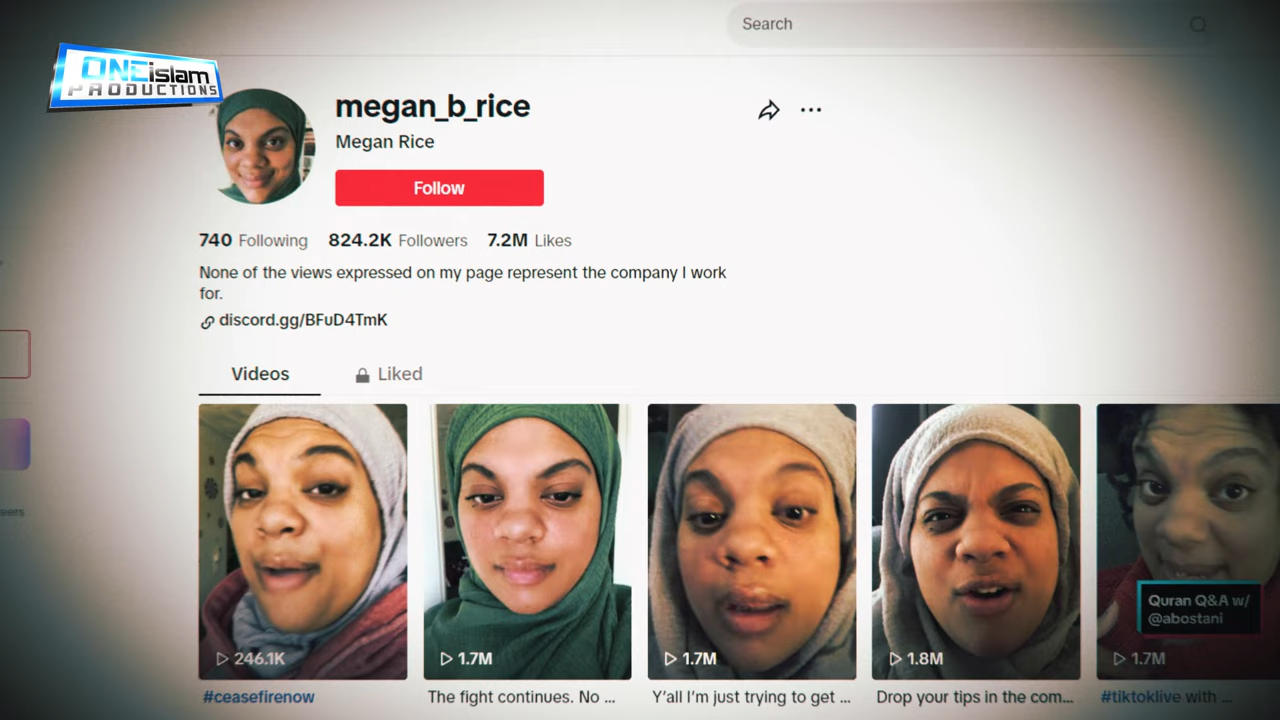 Search
ONEislam
PRODUCTIONS
megan_b_rice
Megan Rice
Follow
740 Following 824.2K Followers 7.2M Likes
None of the views expressed on my page represent the company I work
for.
discord.gg/BFuD4TmK
Videos Liked
Quran Q&A w/
@abostani
246.1K 1.7M 1.7M 1.8M 1.7M
#ceasefirenow The fight continues. No ... Y'all I'm just trying to get ... Drop your tips in the com... #tiktoklive with ...